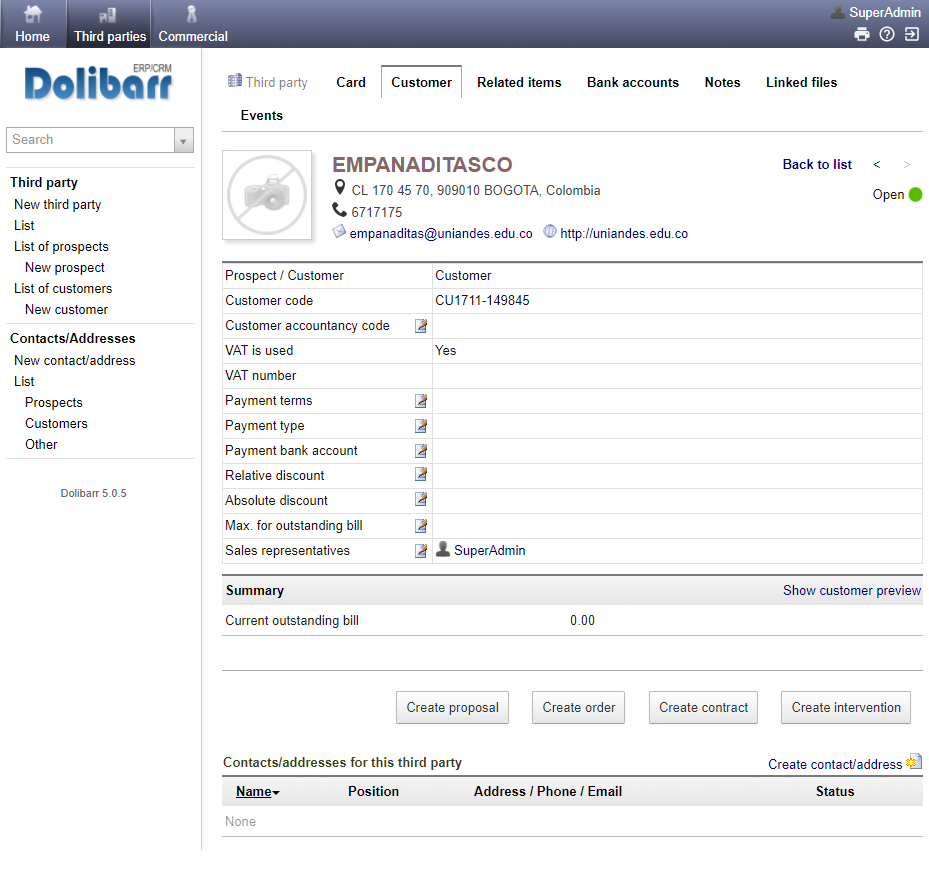 Home Third parties Commercial SuperAdmin
ERP/CRM
Dolibarr
Search
Third party
New third party
List
List of prospects
New prospect
List of customers
New customer
Contacts/Addresses
New contact/address
List
Prospects
Customers
Other
Dolibarr 5.0.5
Third party Card Customer Related items Bank accounts Notes Linked files
Events
EMPANADITASCO
Back to list < >
CL 170 45 70, 909010 BOGOTA, Colombia
Open
6717175
empanaditas@uniandes.edu.co http://uniandes.edu.co
Prospect / Customer Customer
Customer code CU1711-149845
Customer accountancy code
VAT is used Yes
VAT number
Payment terms
Payment type
Payment bank account
Relative discount
Absolute discount
Max. for outstanding bill
Sales representatives SuperAdmin
Summary Show customer preview
Current outstanding bill 0.00
Create proposal Create order Create contract Create intervention
Contacts/addresses for this third party Create contact/address
Name Position Address / Phone / Email Status
None